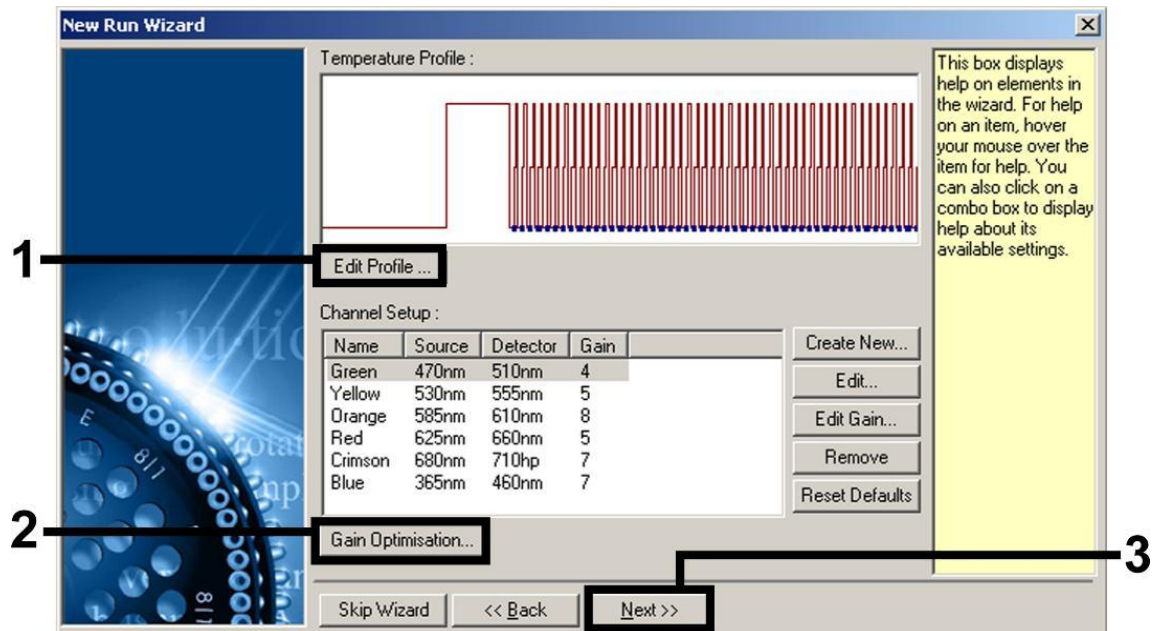 New Run Wizard
Temperature Profile :
This box displays
help on elements in
the wizard. For help
on an item, hover
your mouse over the
item for help. You
can also click on a
combo box to display
help about its
available settings.
1
Edit Profile ...
Channel Setup :
Name Source Detector Gain
Green 470nm 510nm 4
Yellow 530nm 555nm 5
Orange 585nm 610nm 8
Red 625nm 660nm 5
Crimson 680nm 710hp 7
Blue 365nm 460nm 7
Create New...
Edit...
Edit Gain...
Remove
Reset Defaults
E
8|1
8|1
2
Gain Optimisation...
3
Skip Wizard
<< Back
Next >>